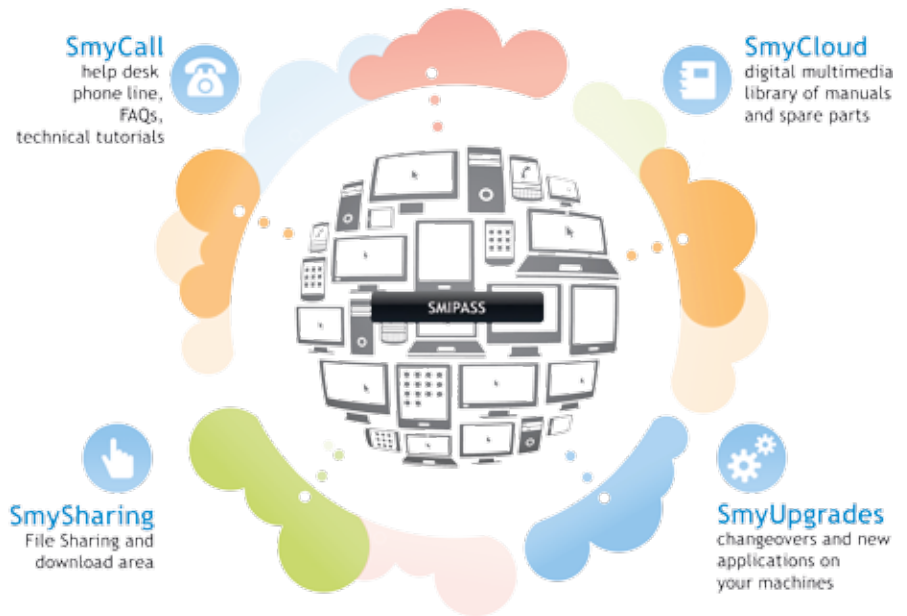 SmyCall
help desk
phone line,
FAQs,
technical tutorials
SmyCloud
digital multimedia
library of manuals
and spare parts
SMIPASS
SmySharing
File Sharing and
download area
SmyUpgrades
changeovers and new
applications on
your machines